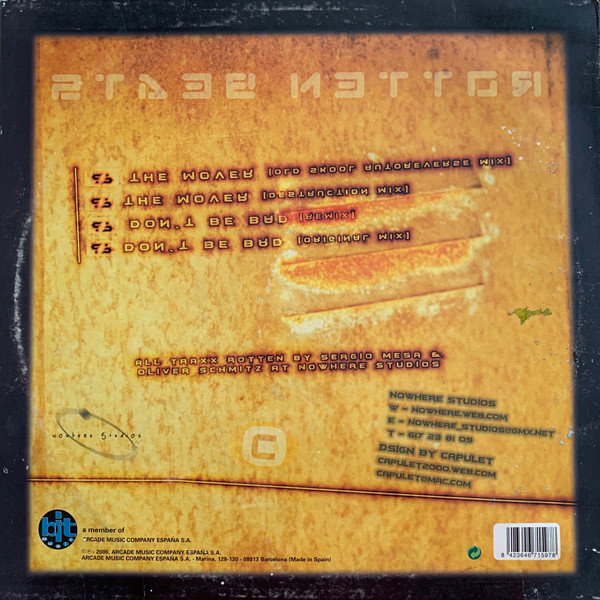 ROTTEN BEATS
THE MOVER [OLD SKOOL AUTOREVERSE MIX]
THE MOVER [DESTRUCTION MIX]
DON'T BE BAD [REMIX]
DON'T BE BAD [ORIGINAL MIX]
ALL TRAXX ROTTEN BY SERGIO MESA &
OLIVER SCHMITZ AT NOWHERE STUDIOS
NOWHERE STUDIOS
W - NOWHERE.WEB.COM
E - NOWHERE_STUDIOS@GMX.NET
T - 617 23 81 09
DSIGN BY CAPULET
CAPULET2000.WEB.COM
CAPULET@MAC.COM
nowhere Studios
bit
a member of
ARCADE MUSIC COMPANY ESPAÑA S.A.
2000, ARCADE MUSIC COMPANY ESPAÑA S.A.
ARCADE MUSIC COMPANY ESPAÑA S.A. - Marina, 128-130 - 08013 Barcelona (Made in Spain)
8 423646 715978